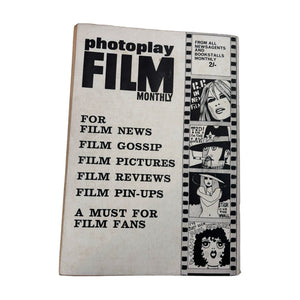 photoplay
FILM
MONTHLY
FROM ALL
NEWSAGENTS
AND
BOOKSTALLS
MONTHLY
2/-
FOR
FILM NEWS
FILM GOSSIP
FILM PICTURES
FILM REVIEWS
FILM PIN-UPS
A MUST FOR
FILM FANS